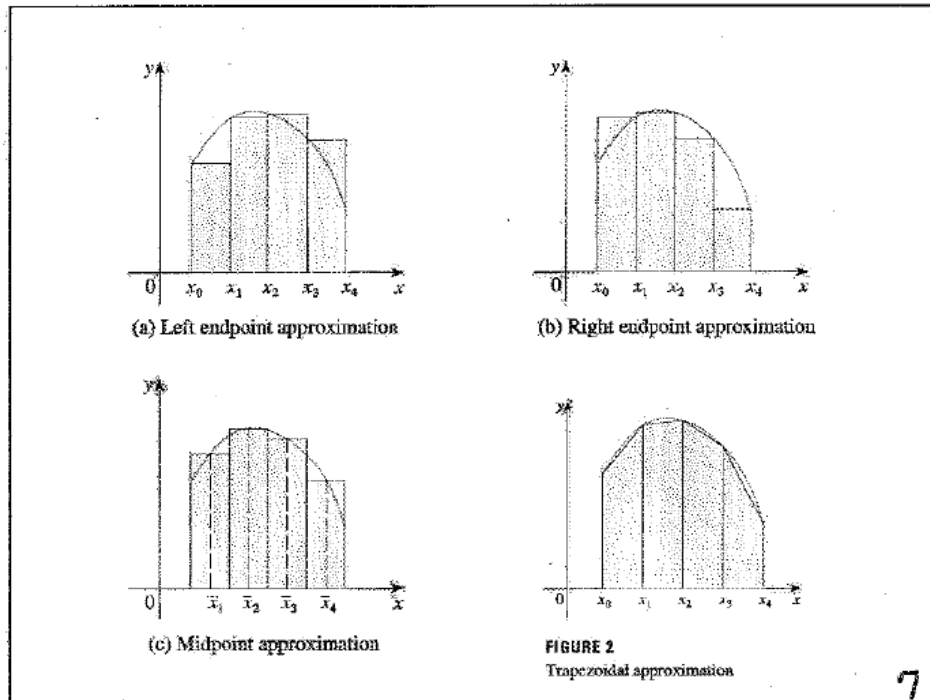 y
0 x₀ x₁ x₂ x₃ x₄ x
(a) Left endpoint approximation
y
0 x₀ x₁ x₂ x₃ x₄ x
(b) Right endpoint approximation
y
0 x̄₁ x̄₂ x̄₃ x̄₄ x
(c) Midpoint approximation
y
0 x₀ x₁ x₂ x₃ x₄ x
FIGURE 2
Trapezoidal approximation
7